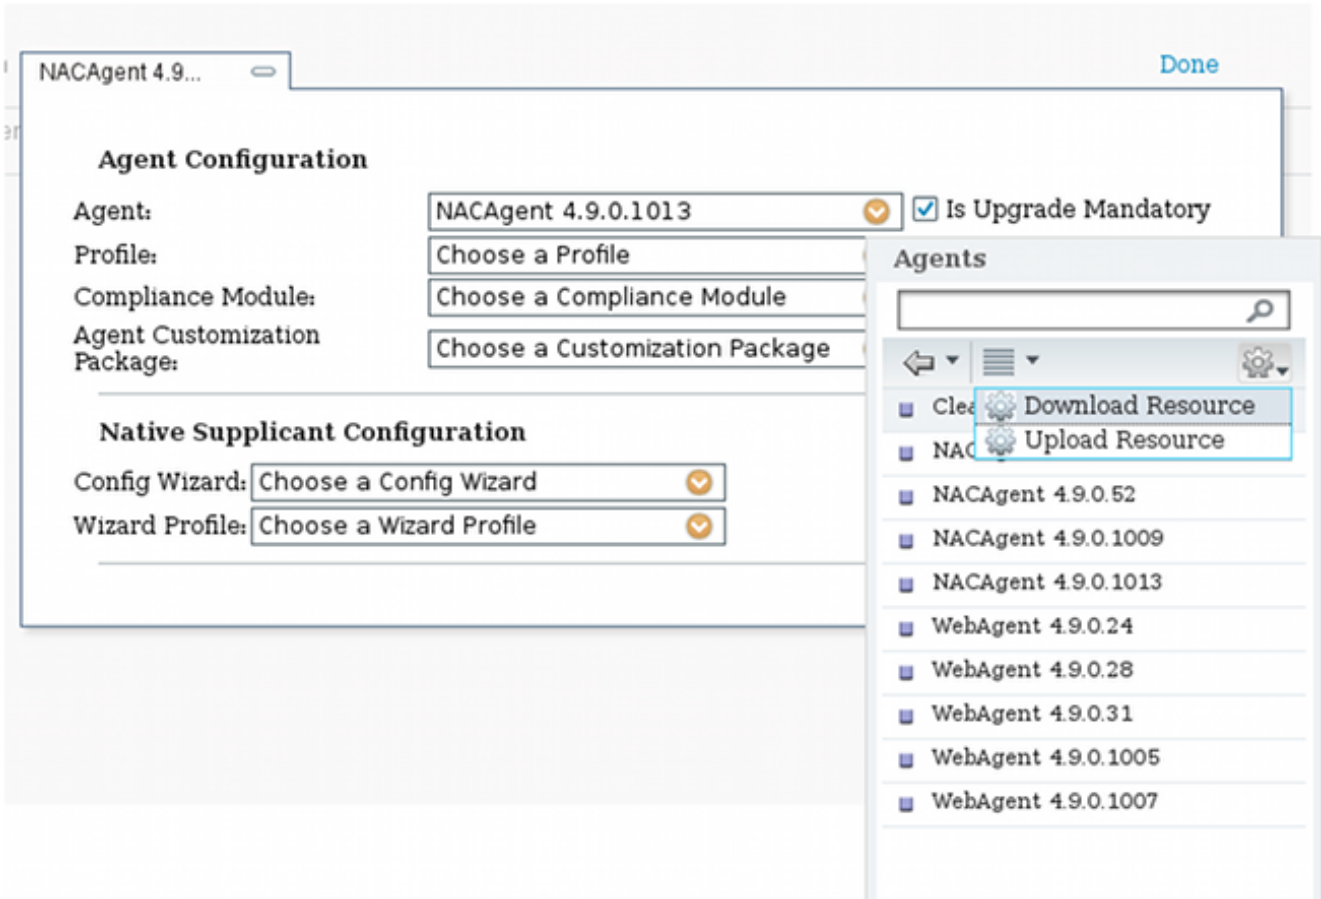 NACAgent 4.9...
Done
Agent Configuration
Agent:
NACAgent 4.9.0.1013
Is Upgrade Mandatory
Profile:
Choose a Profile
Compliance Module:
Choose a Compliance Module
Agent Customization
Package:
Choose a Customization Package
Native Supplicant Configuration
Config Wizard:
Choose a Config Wizard
Wizard Profile:
Choose a Wizard Profile
Agents
Download Resource
Upload Resource
NACAgent 4.9.0.52
NACAgent 4.9.0.1009
NACAgent 4.9.0.1013
WebAgent 4.9.0.24
WebAgent 4.9.0.28
WebAgent 4.9.0.31
WebAgent 4.9.0.1005
WebAgent 4.9.0.1007